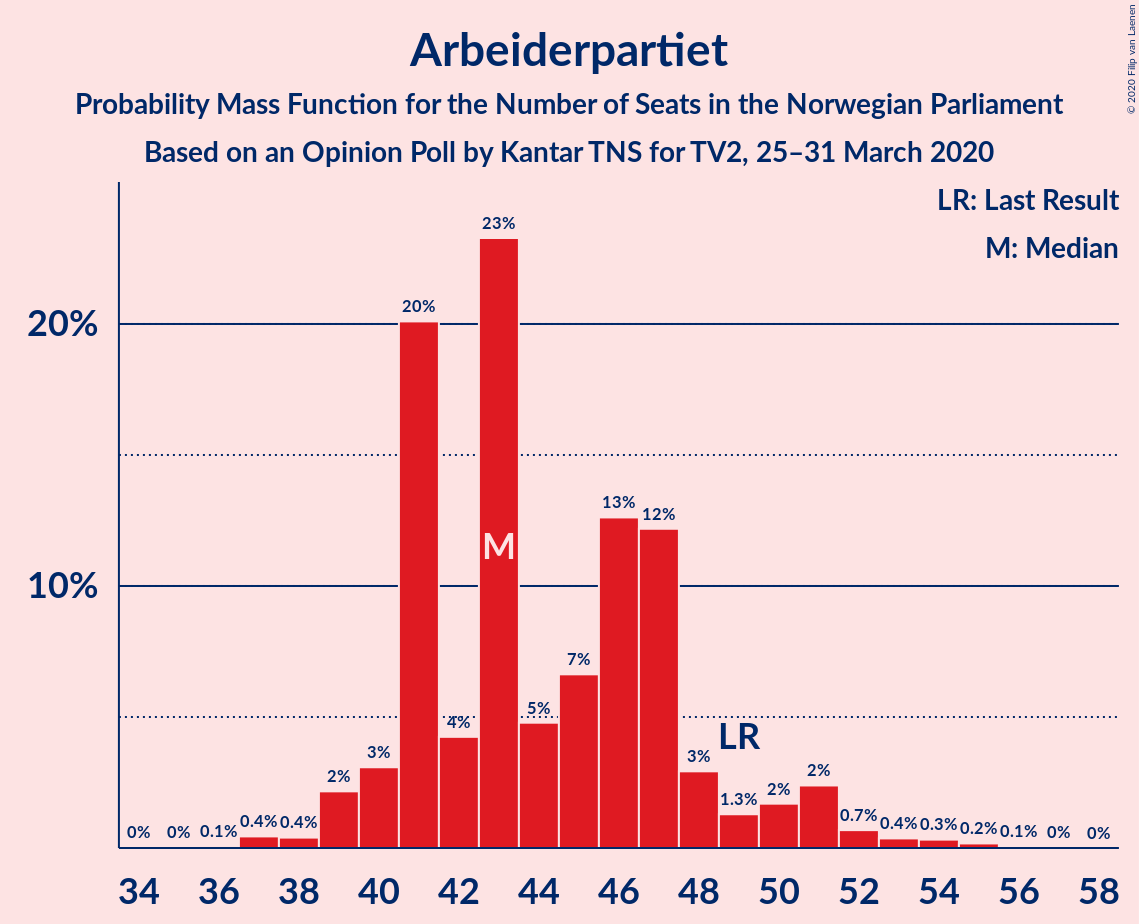 © 2020 Filip van Laenen
Arbeiderpartiet
Probability Mass Function for the Number of Seats in the Norwegian Parliament
Based on an Opinion Poll by Kantar TNS for TV2, 25–31 March 2020
LR: Last Result
M: Median
20%
10%
0% 0% 0.1% 0.4% 0.4% 2% 3% 20% 4% 23% 5% 7% 13% 12% 3% 1.3% 2% 2% 0.7% 0.4% 0.3% 0.2% 0.1% 0% 0%
M
LR
34 36 38 40 42 44 46 48 50 52 54 56 58